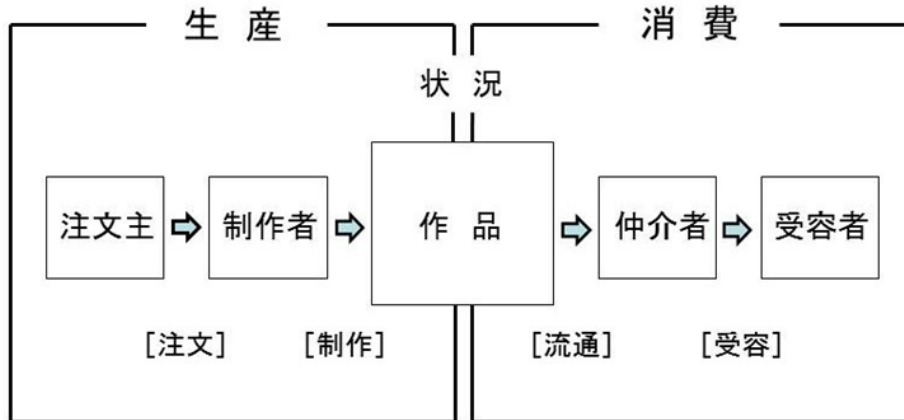 生産 消費
状況
注文主 制作者 作品 仲介者 受容者
[注文] [制作] [流通] [受容]